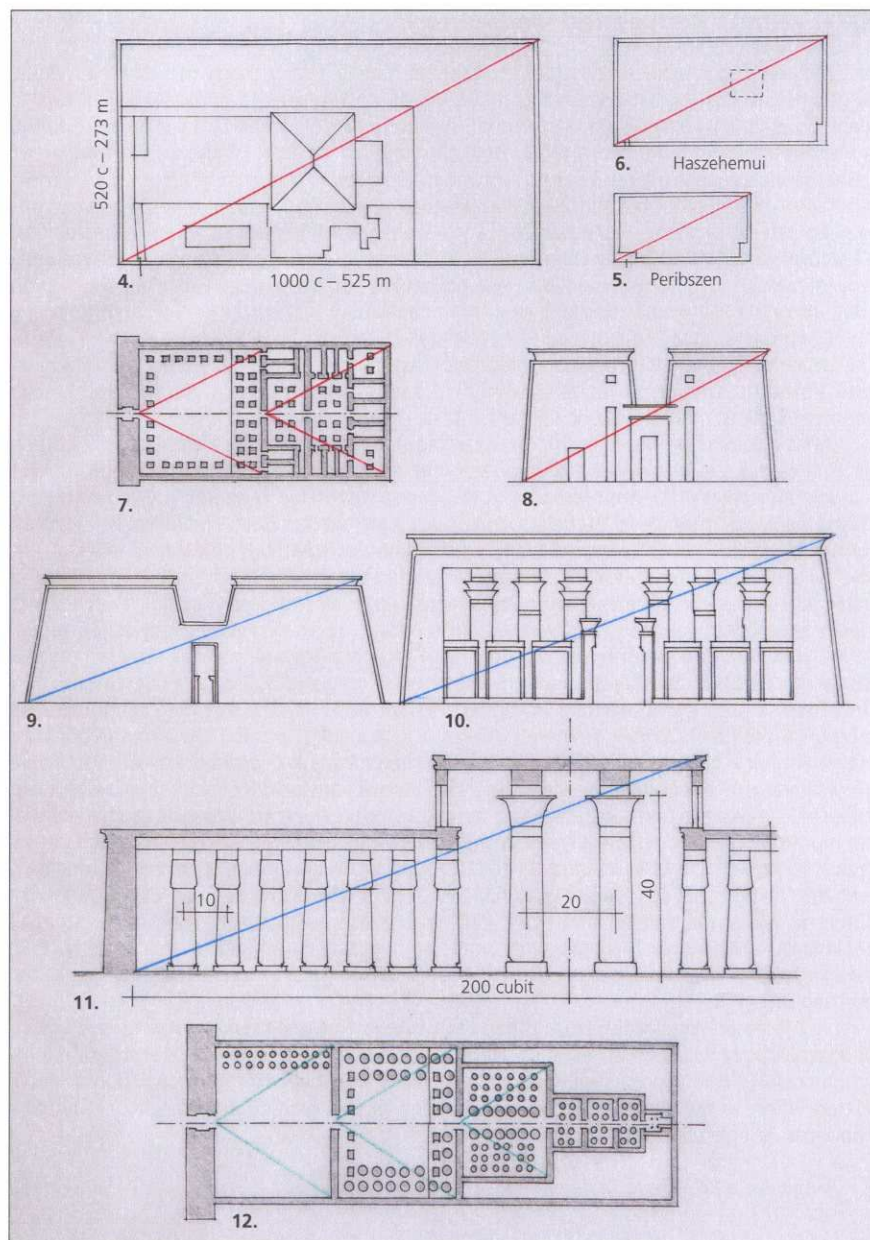 520 c – 273 m
4.
1000 c – 525 m
6. Haszehemui
5. Peribszen
7.
8.
9.
10.
10
20
40
11.
200 cubit
12.